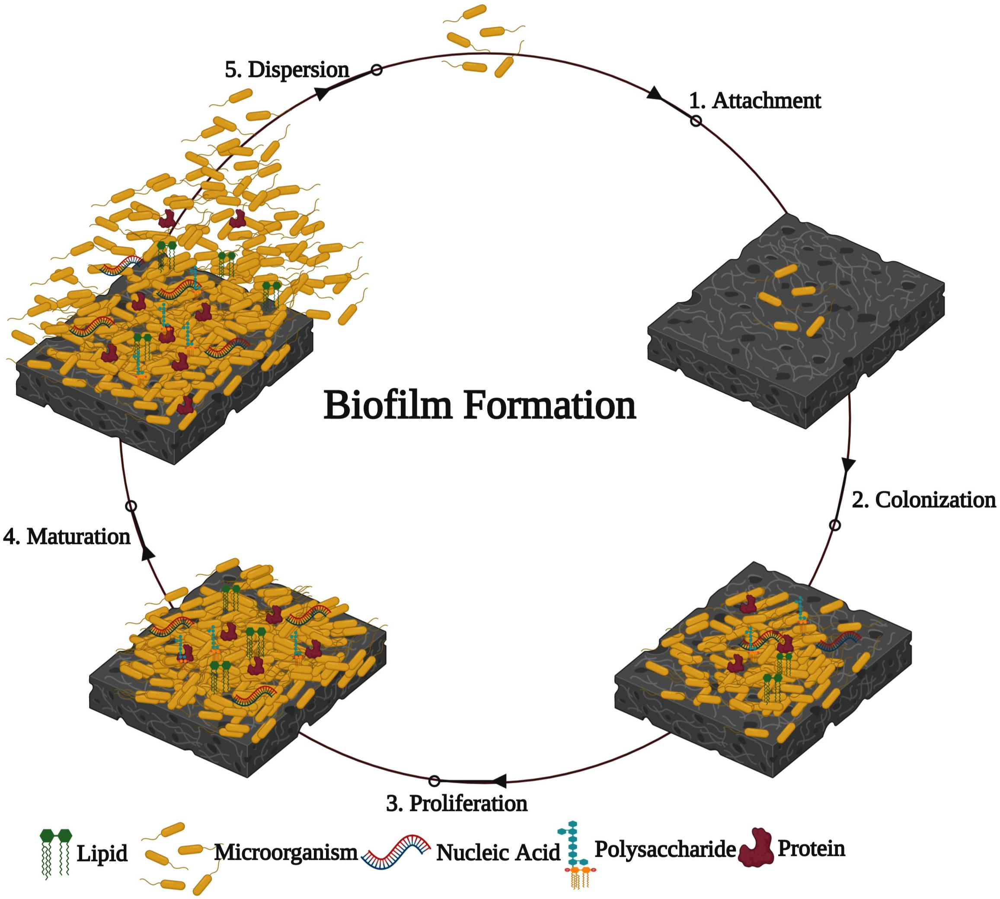 5. Dispersion
1. Attachment
Biofilm Formation
2. Colonization
4. Maturation
3. Proliferation
Lipid
Microorganism
Nucleic Acid
Polysaccharide
Protein